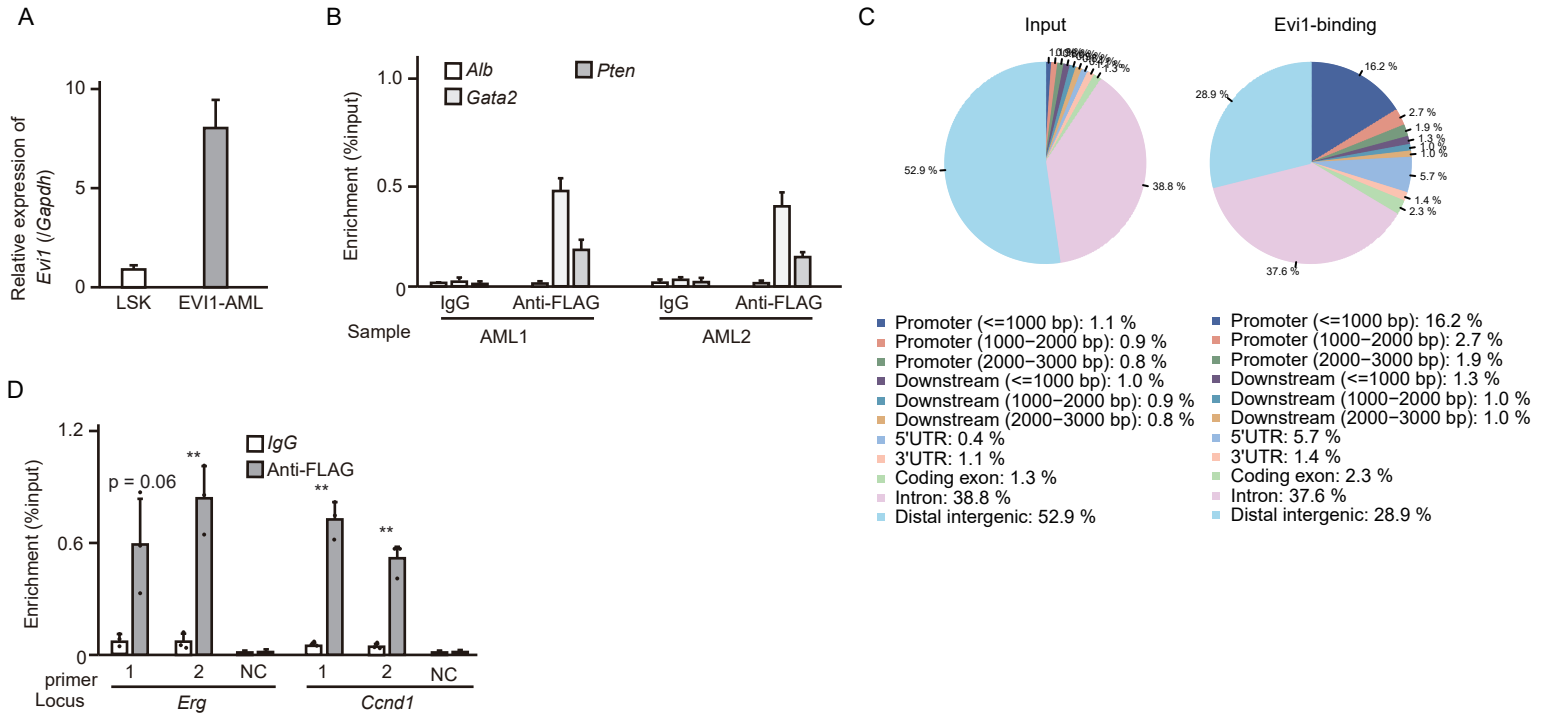 A
Relative expression of
Evi1 (/Gapdh)
10
5
0
LSK
EVI1-AML
B
Enrichment (%input)
1.0
0.5
0
Alb
Gata2
Pten
IgG
Anti-FLAG
IgG
Anti-FLAG
Sample
AML1
AML2
C
Input
1.3 %
38.8 %
52.9 %
Promoter (<=1000 bp): 1.1 %
Promoter (1000−2000 bp): 0.9 %
Promoter (2000−3000 bp): 0.8 %
Downstream (<=1000 bp): 1.0 %
Downstream (1000−2000 bp): 0.9 %
Downstream (2000−3000 bp): 0.8 %
5'UTR: 0.4 %
3'UTR: 1.1 %
Coding exon: 1.3 %
Intron: 38.8 %
Distal intergenic: 52.9 %
Evi1-binding
16.2 %
2.7 %
1.9 %
1.3 %
1.0 %
1.0 %
5.7 %
1.4 %
2.3 %
37.6 %
28.9 %
Promoter (<=1000 bp): 16.2 %
Promoter (1000−2000 bp): 2.7 %
Promoter (2000−3000 bp): 1.9 %
Downstream (<=1000 bp): 1.3 %
Downstream (1000−2000 bp): 1.0 %
Downstream (2000−3000 bp): 1.0 %
5'UTR: 5.7 %
3'UTR: 1.4 %
Coding exon: 2.3 %
Intron: 37.6 %
Distal intergenic: 28.9 %
D
Enrichment (%input)
1.2
0.6
0
IgG
Anti-FLAG
p = 0.06
**
**
**
primer
1
2
NC
1
2
NC
Locus
Erg
Ccnd1